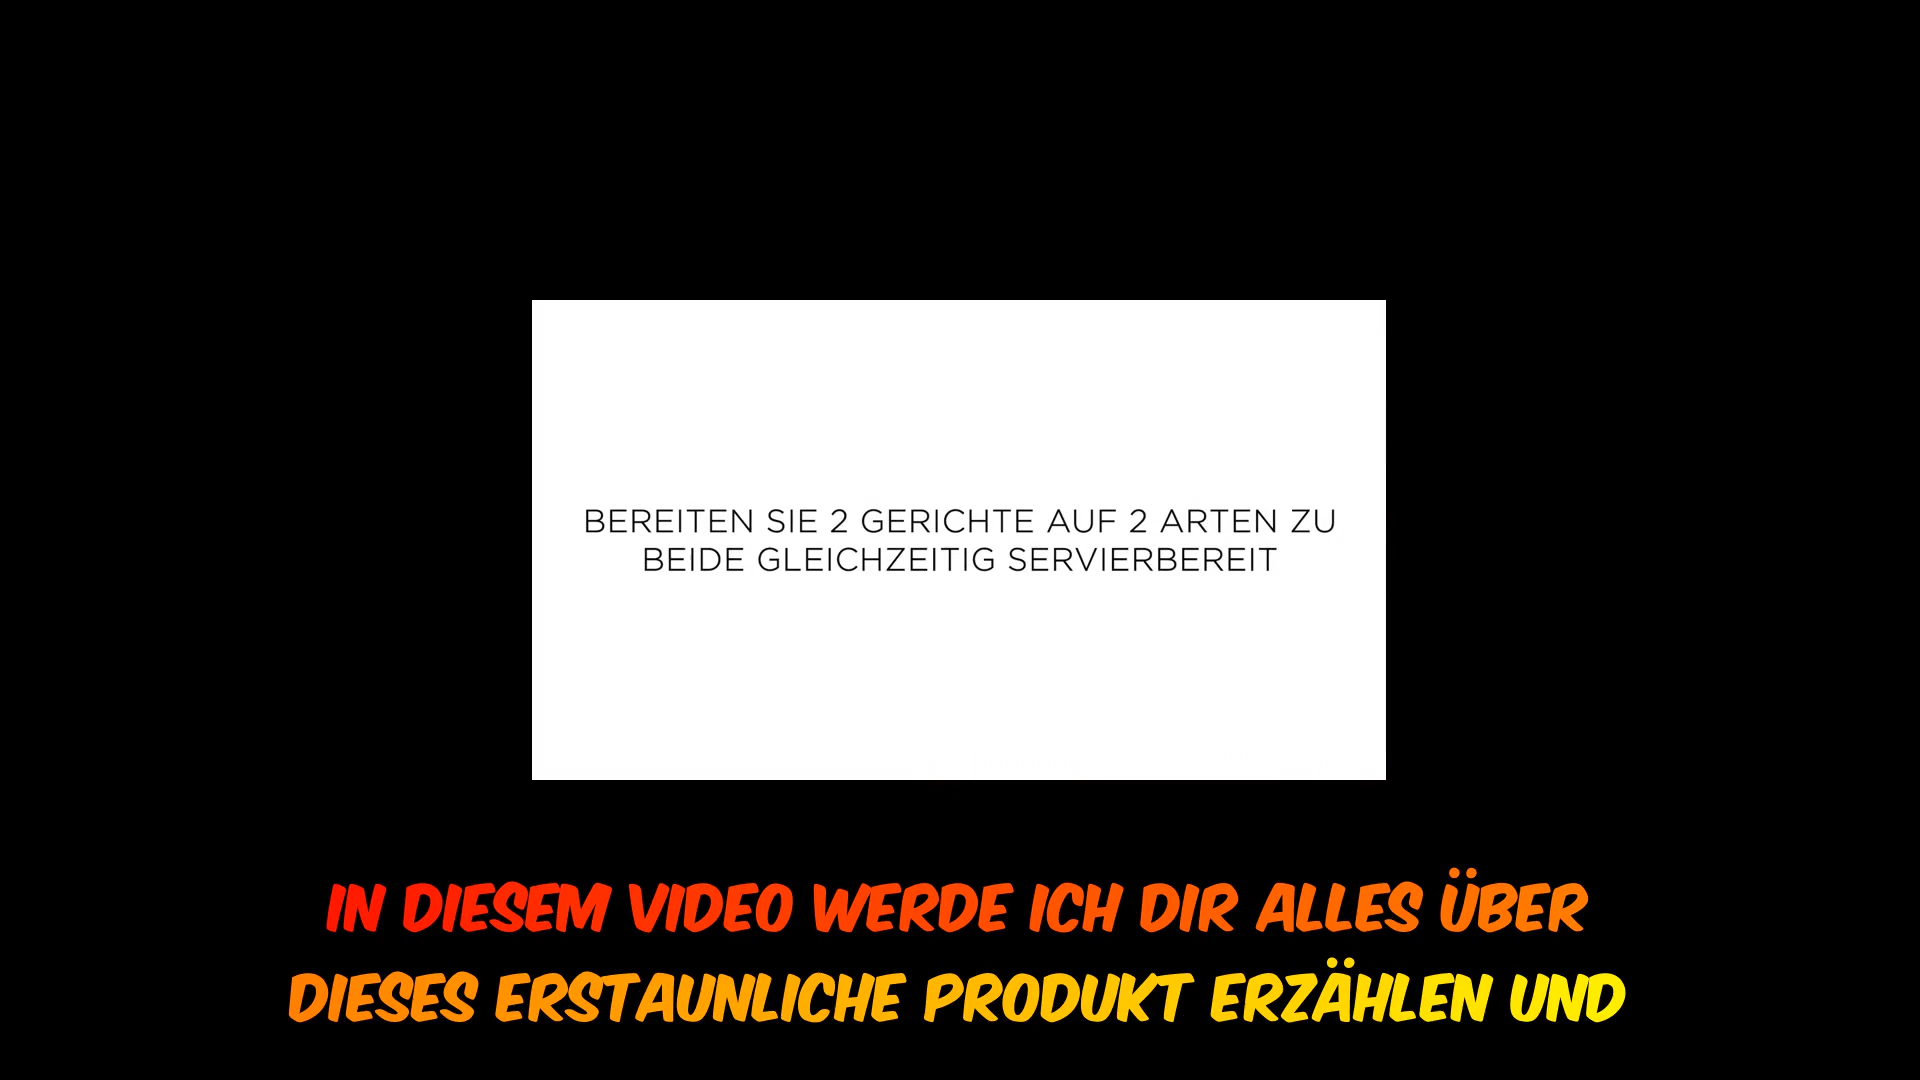 BEREITEN SIE 2 GERICHTE AUF 2 ARTEN ZU
BEIDE GLEICHZEITIG SERVIERBEREIT
IN DIESEM VIDEO WERDE ICH DIR ALLES ÜBER
DIESES ERSTAUNLICHE PRODUKT ERZÄHLEN UND